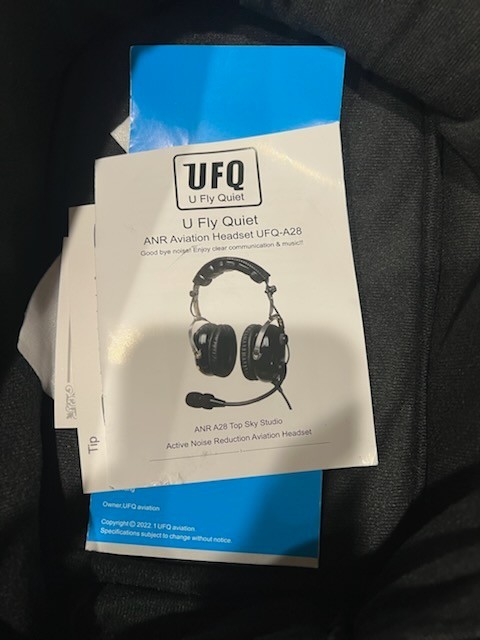 UFQ
U Fly Quiet
U Fly Quiet
ANR Aviation Headset UFQ-A28
Good bye noise! Enjoy clear communication & music!!
ANR A28 Top Sky Studio
Active Noise Reduction Aviation Headset
Tip
Owner,UFQ aviation
Copyright © 2022.1 UFQ aviation
Specifications subject to change without notice.